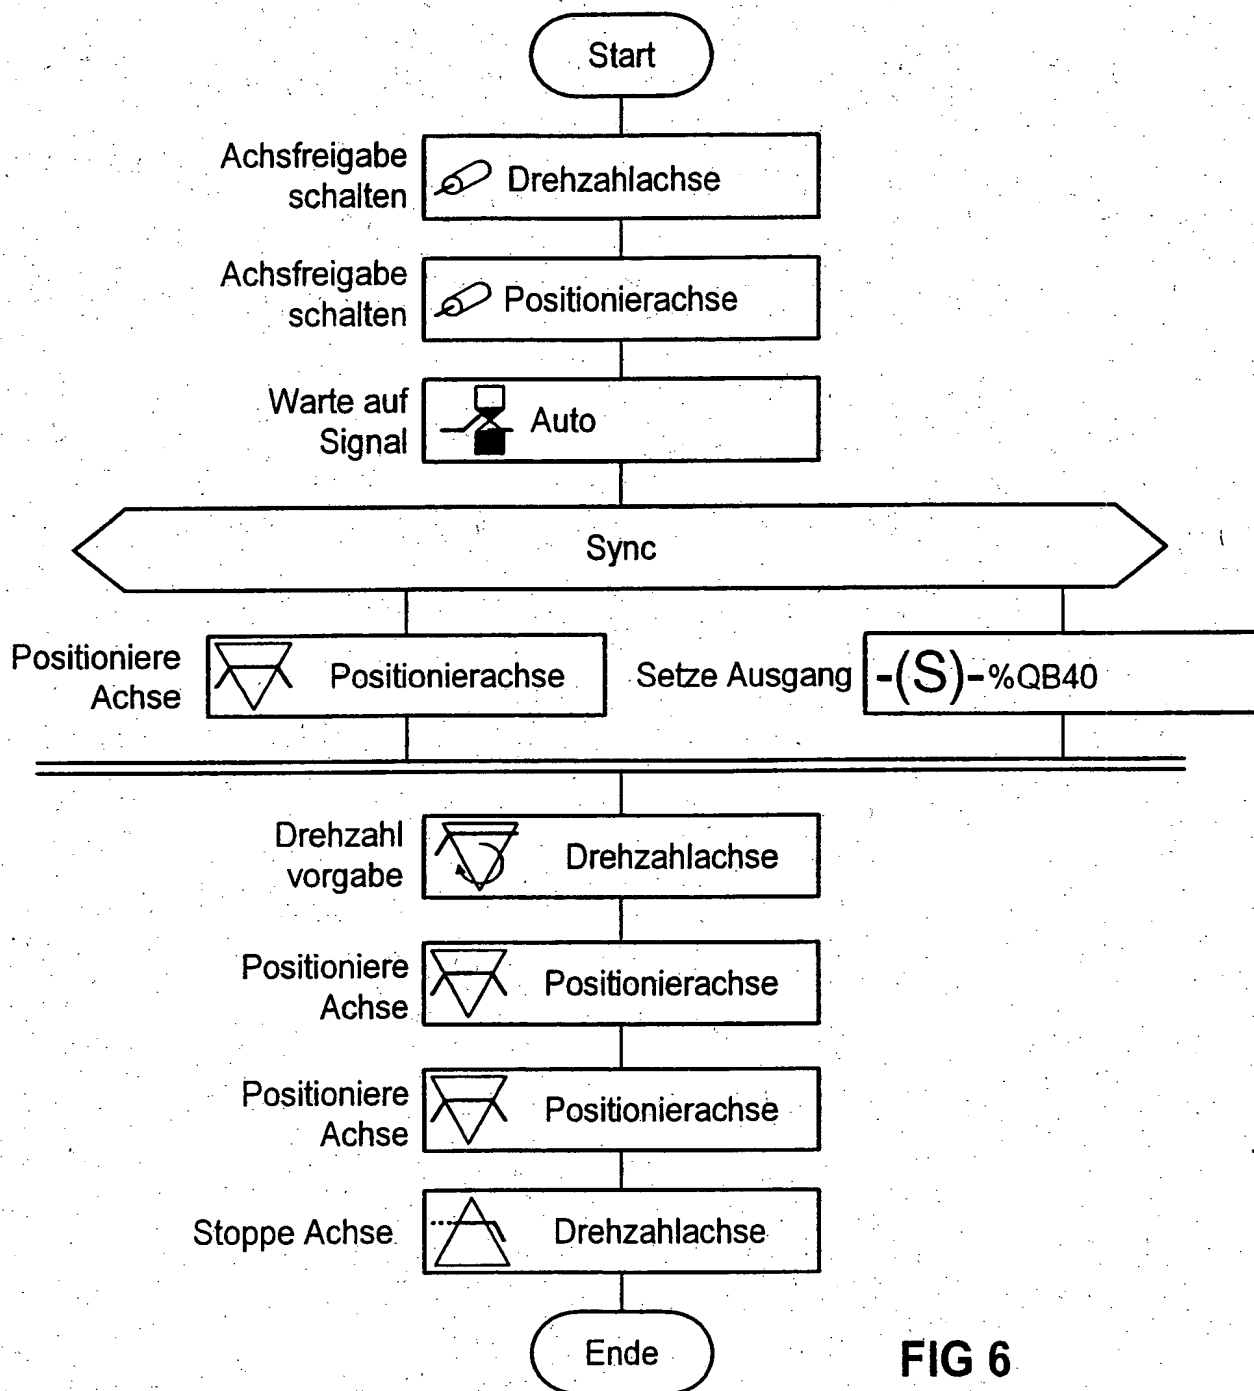 Start
Achsfreigabe
schalten
Drehzahlachse
Achsfreigabe
schalten
Positionierachse
Warte auf
Signal
Auto
Sync
Positioniere
Achse
Positionierachse
Setze Ausgang
-(S)-%QB40
Drehzahl
vorgabe
Drehzahlachse
Positioniere
Achse
Positionierachse
Positioniere
Achse
Positionierachse
Stoppe Achse
Drehzahlachse
Ende
FIG 6